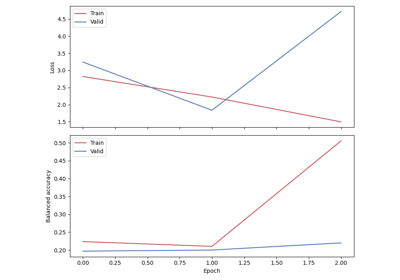 Train
Valid
4.5
4.0
3.5
3.0
2.5
2.0
1.5
Loss
Train
Valid
0.50
0.45
0.40
0.35
0.30
0.25
0.20
Balanced accuracy
0.00 0.25 0.50 0.75 1.00 1.25 1.50 1.75 2.00
Epoch